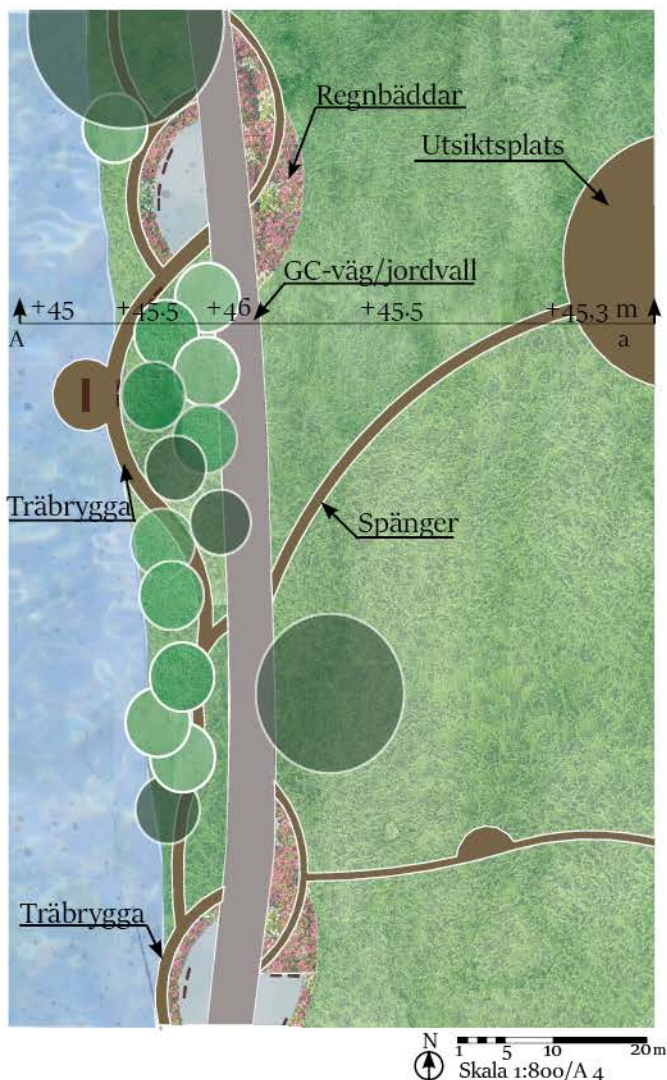 Regnbäddar
Utsiktsplats
GC-väg/jordvall
+45 +45.5 +46 +45.5 +45,3 m
A a
Träbrygga
Spänger
Träbrygga
N
1 5 10 20 m
Skala 1:800/A 4